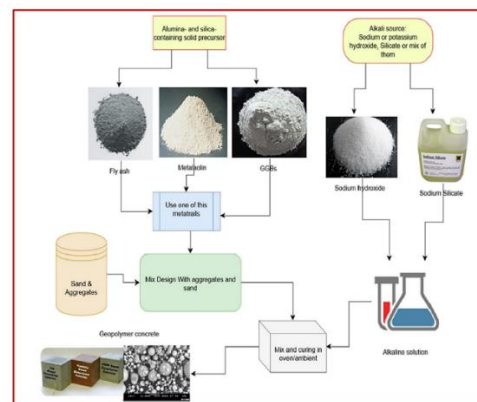 Alumina- and silica-
containing solid precursor
Alkali source:
Sodium or potassium
hydroxide, Silicate or mix of
them
Fly ash
Metakaolin
GGBs
Sodium hydroxide
Sodium Silicate
Use one of this
metatrails
Sand &
Aggregates
Mix Design With aggregates and
sand
Geopolymer concrete
Mix and curing in
oven/ambient
Alkaline solution